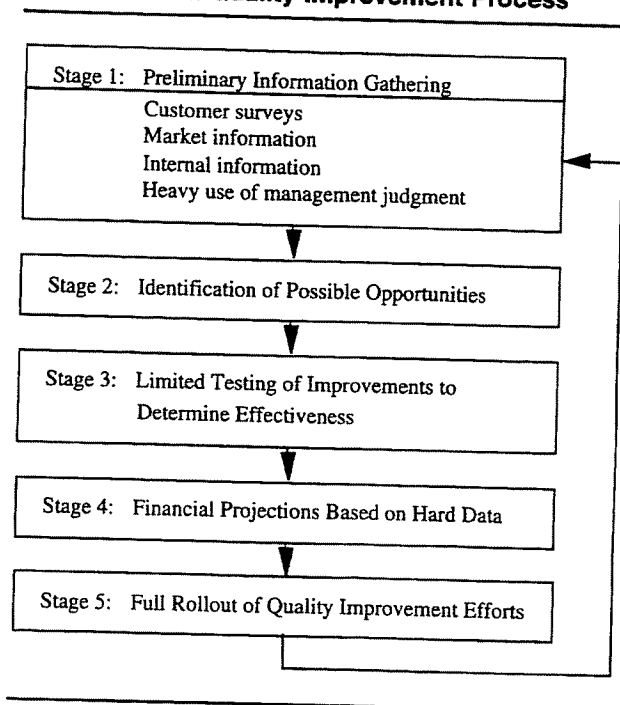 Improvement Process
Stage 1: Preliminary Information Gathering
Customer surveys
Market information
Internal information
Heavy use of management judgment
Stage 2: Identification of Possible Opportunities
Stage 3: Limited Testing of Improvements to
Determine Effectiveness
Stage 4: Financial Projections Based on Hard Data
Stage 5: Full Rollout of Quality Improvement Efforts